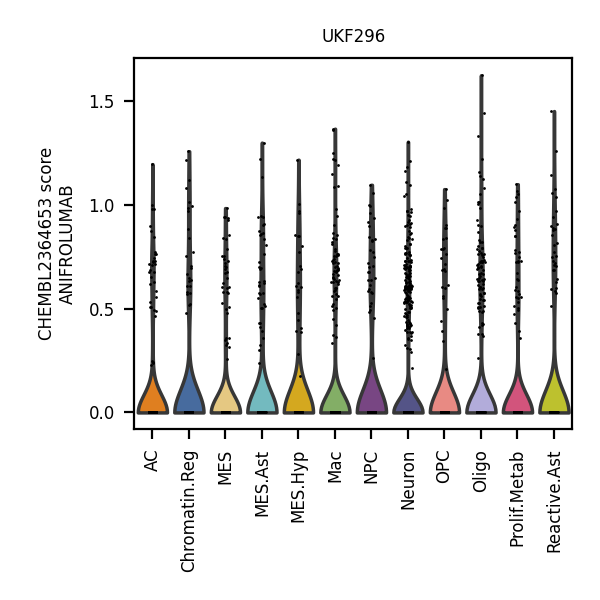 UKF296
CHEMBL2364653 score
ANIFROLUMAB
1.5
1.0
0.5
0.0
AC
Chromatin.Reg
MES
MES.Ast
MES.Hyp
Mac
NPC
Neuron
OPC
Oligo
Prolif.Metab
Reactive.Ast